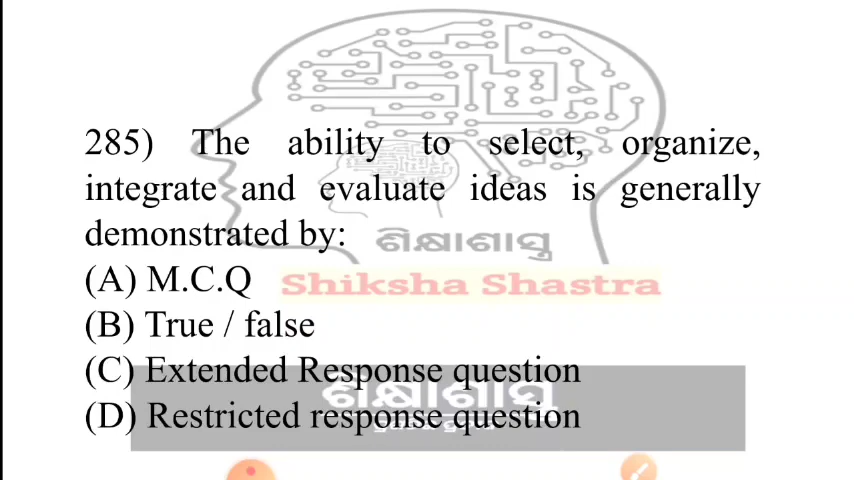 285) The ability to select, organize,
integrate and evaluate ideas is generally
demonstrated by:
ଶିକ୍ଷାଶାସ୍ତ୍ର
(A) M.C.Q
Shiksha Shastra
(B) True / false
(C) Extended Response question
ଶିକ୍ଷାଶାସ୍ତ୍ର
(D) Restricted response question